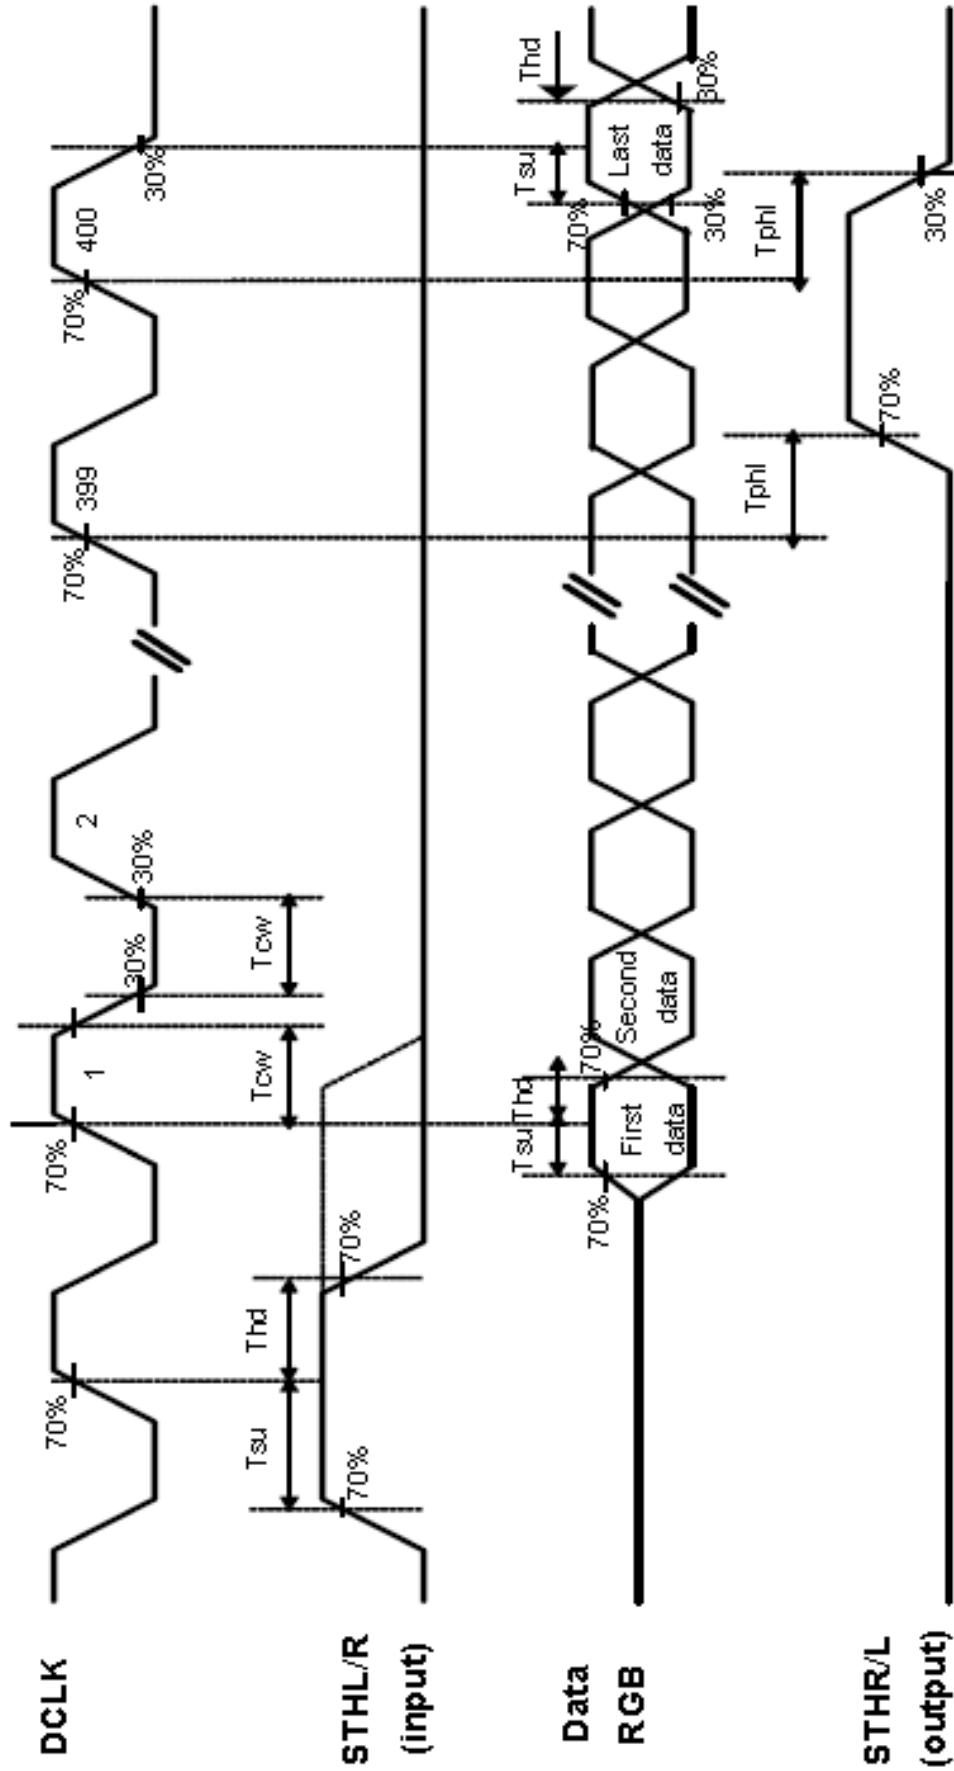 DCLK
70%
70%
1
30%
30%
2
70%
399
70%
400
30%
Tcw
Tcw
STHL/R
(input)
Tsu
Thd
70%
70%
Data
RGB
Tsu
Thd
70%
70%
First
data
Second
data
Tsu
Thd
70%
30%
Last
data
30%
Tphl
Tphl
STHR/L
(output)
70%
30%